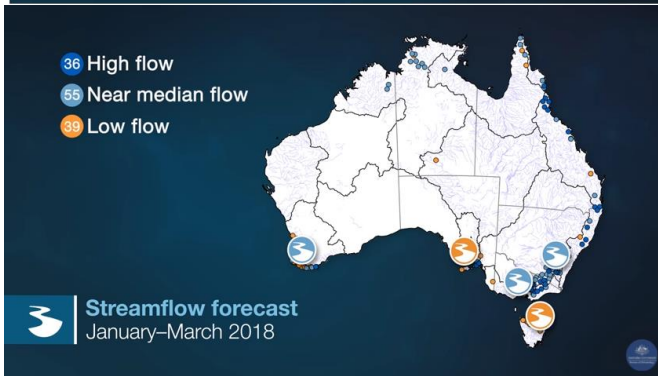 36 High flow
55 Near median flow
39 Low flow
Streamflow forecast
January–March 2018